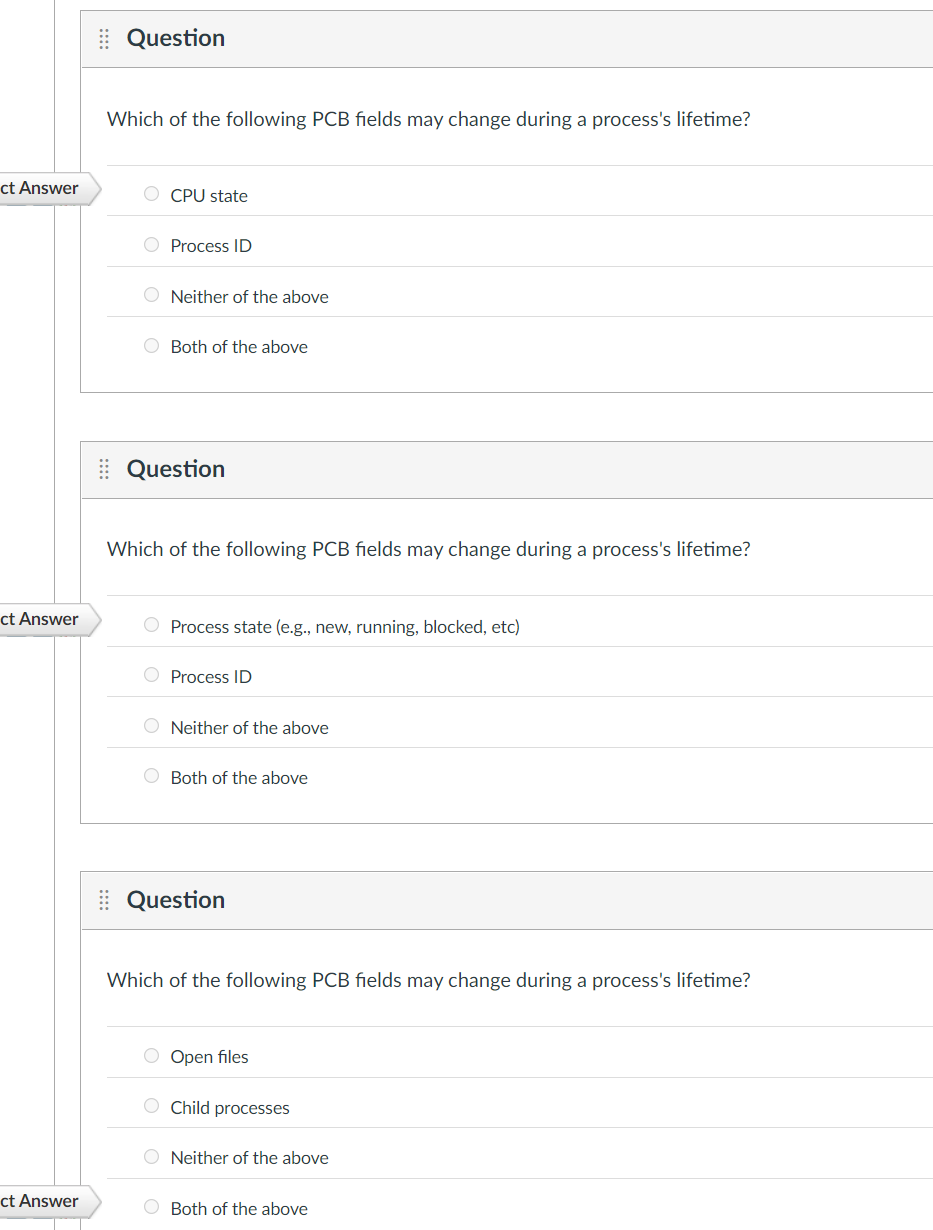 Question
Which of the following PCB fields may change during a process's lifetime?
ct Answer
CPU state
Process ID
Neither of the above
Both of the above
Question
Which of the following PCB fields may change during a process's lifetime?
ct Answer
Process state (e.g., new, running, blocked, etc)
Process ID
Neither of the above
Both of the above
Question
Which of the following PCB fields may change during a process's lifetime?
Open files
Child processes
Neither of the above
ct Answer
Both of the above